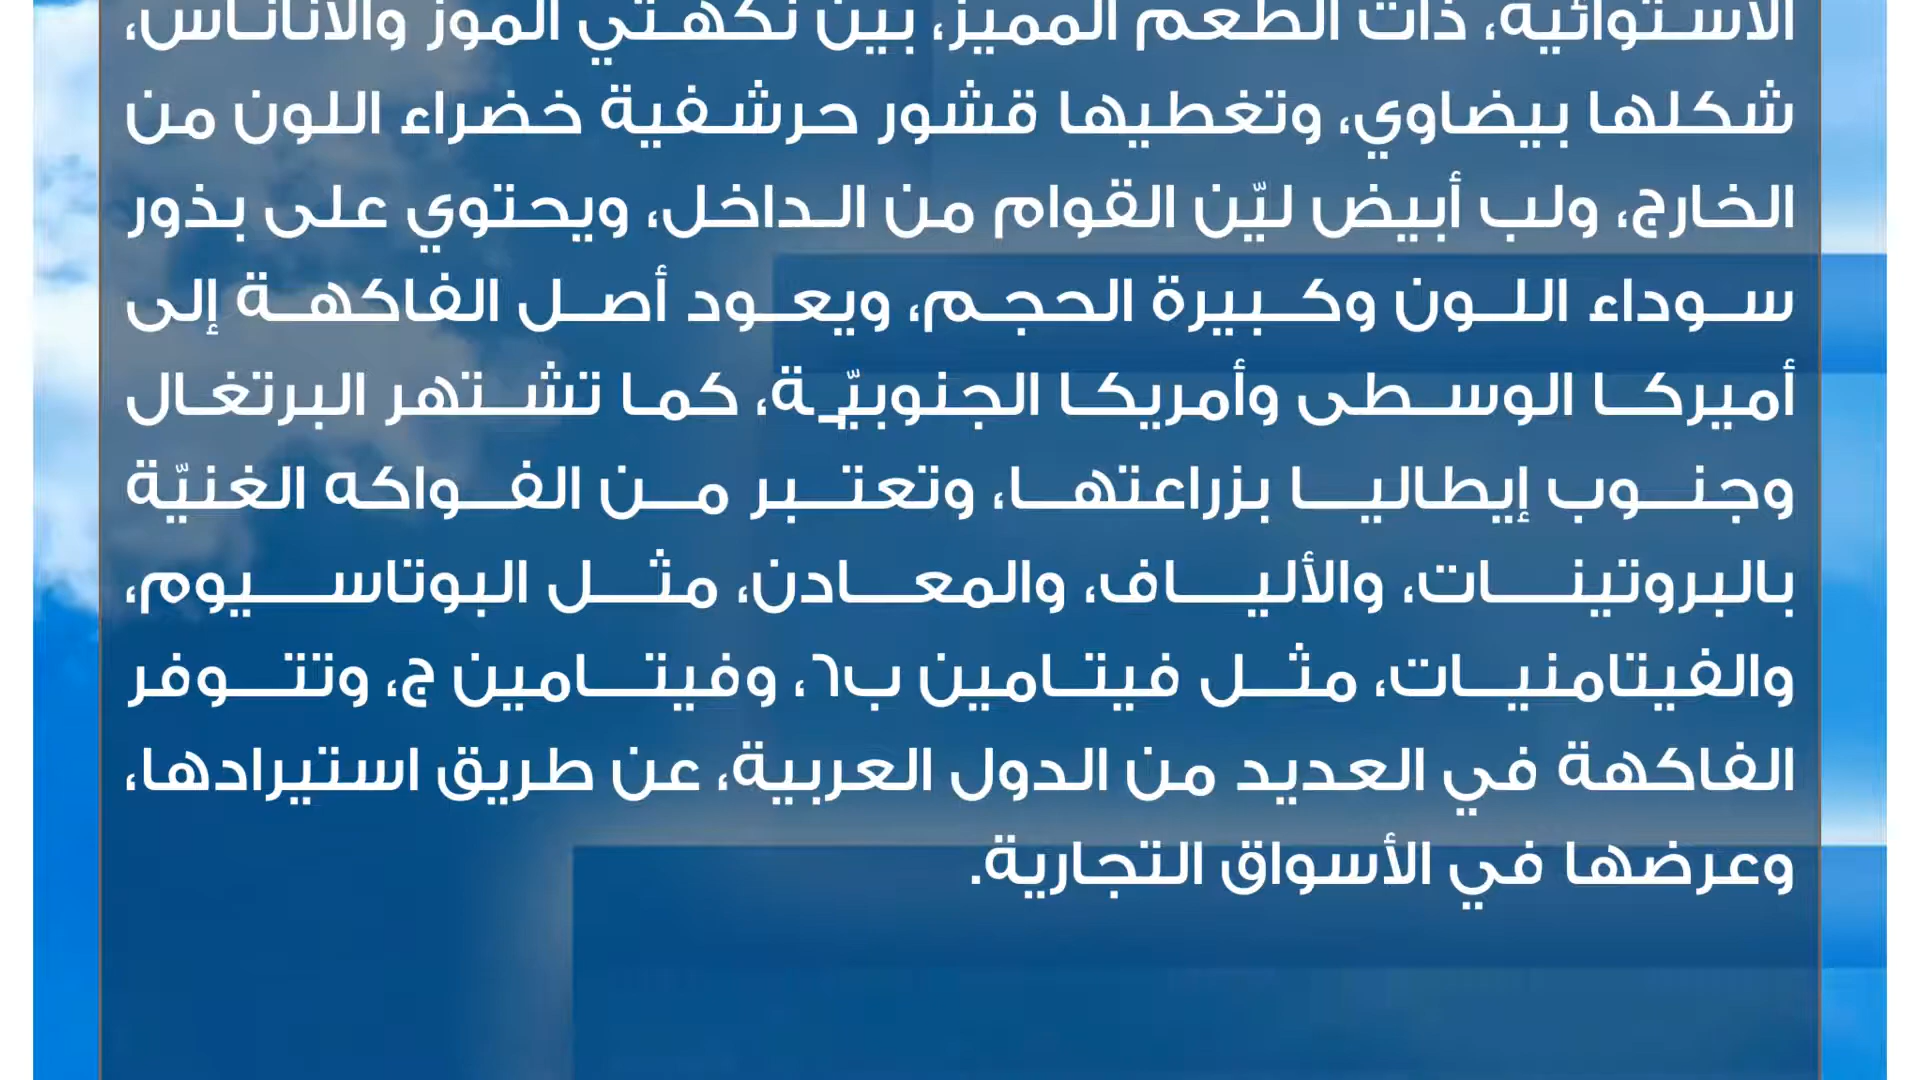 الاستوائية، ذات الطعم المميز، بين نكهتي الموز والأناناس،
شكلها بيضاوي، وتغطيها قشور حرشفية خضراء اللون من
الخارج، ولب أبيض ليّن القوام من الداخل، ويحتوي على بذور
سوداء اللون وكبيرة الحجم، ويعود أصل الفاكهة إلى
أميركا الوسطى وأمريكا الجنوبيّة، كما تشتهر البرتغال
وجنوب إيطاليا بزراعتها، وتعتبر من الفواكه الغنيّة
بالبروتينات، والألياف، والمعادن، مثل البوتاسيوم،
والفيتامنيات، مثل فيتامين ب٦، وفيتامين ج، وتتوفر
الفاكهة في العديد من الدول العربية، عن طريق استيرادها،
وعرضها في الأسواق التجارية.